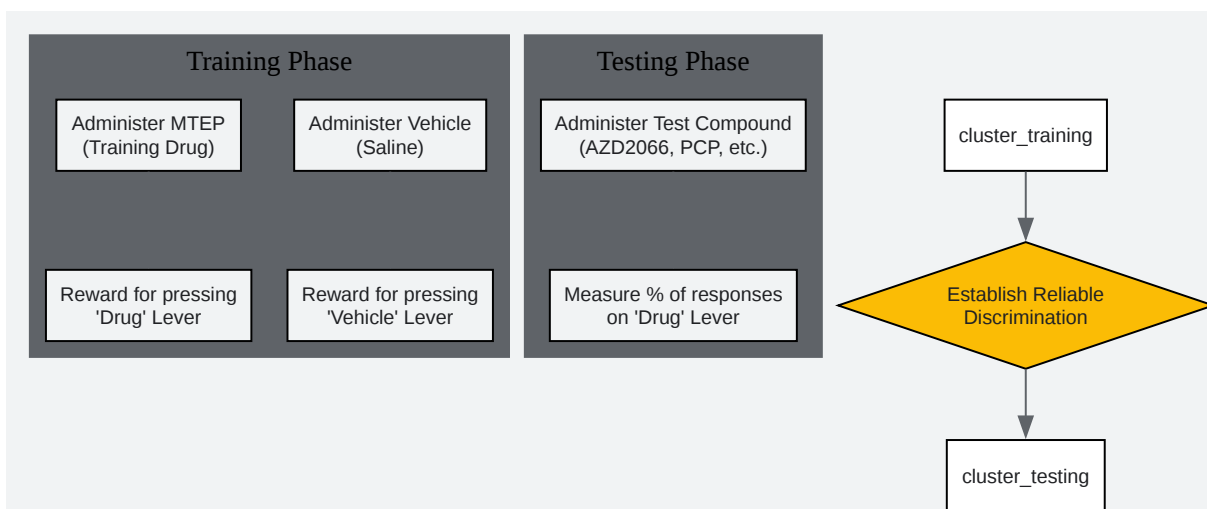 Training Phase
Administer MTEP
(Training Drug)
Administer Vehicle
(Saline)
Reward for pressing
'Drug' Lever
Reward for pressing
'Vehicle' Lever
Testing Phase
Administer Test Compound
(AZD2066, PCP, etc.)
Measure % of responses
on 'Drug' Lever
cluster_training
Establish Reliable
Discrimination
cluster_testing